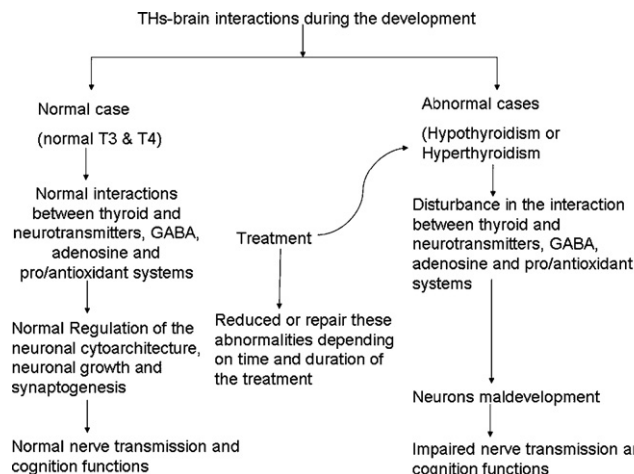 THs-brain interactions during the development
Normal case
(normal T3 & T4)
Normal interactions
between thyroid and
neurotransmitters, GABA,
adenosine and
pro/antioxidant systems
Normal Regulation of the
neuronal cytoarchitecture,
neuronal growth and
synaptogenesis
Normal nerve transmission and
cognition functions
Treatment
Reduced or repair these
abnormalities depending
on time and duration of
the treatment
Abnormal cases
(Hypothyroidism or
Hyperthyroidism
Disturbance in the interaction
between thyroid and
neurotransmitters, GABA,
adenosine and pro/antioxidant
systems
Neurons maldevelopment
Impaired nerve transmission
cognition functions